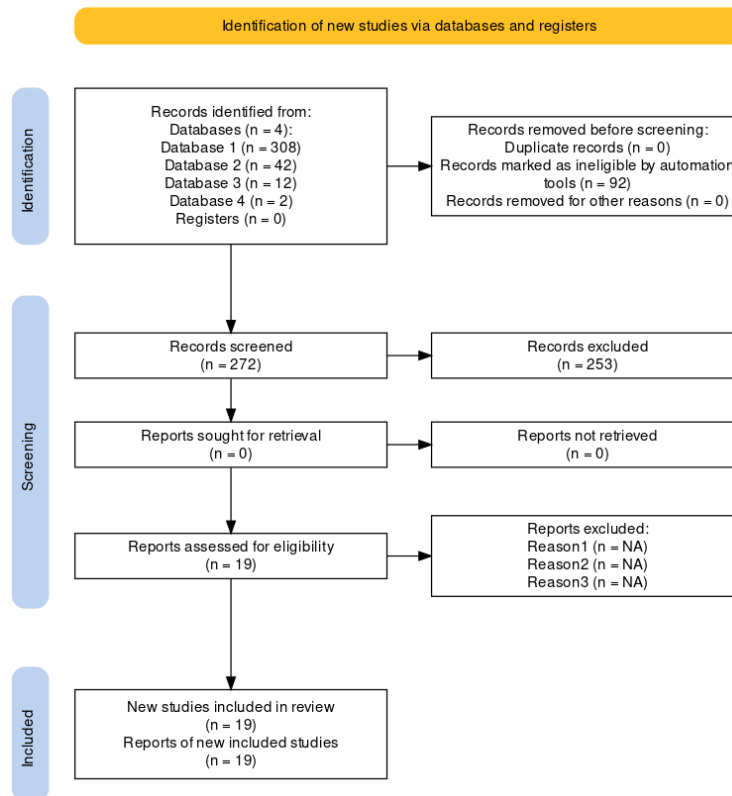 Identification of new studies via databases and registers
Identification
Records identified from:
Databases (n = 4):
Database 1 (n = 308)
Database 2 (n = 42)
Database 3 (n = 12)
Database 4 (n = 2)
Registers (n = 0)
Records removed before screening:
Duplicate records (n = 0)
Records marked as ineligible by automation
tools (n = 92)
Records removed for other reasons (n = 0)
Screening
Records screened
(n = 272)
Records excluded
(n = 253)
Reports sought for retrieval
(n = 0)
Reports not retrieved
(n = 0)
Reports assessed for eligibility
(n = 19)
Reports excluded:
Reason1 (n = NA)
Reason2 (n = NA)
Reason3 (n = NA)
Included
New studies included in review
(n = 19)
Reports of new included studies
(n = 19)